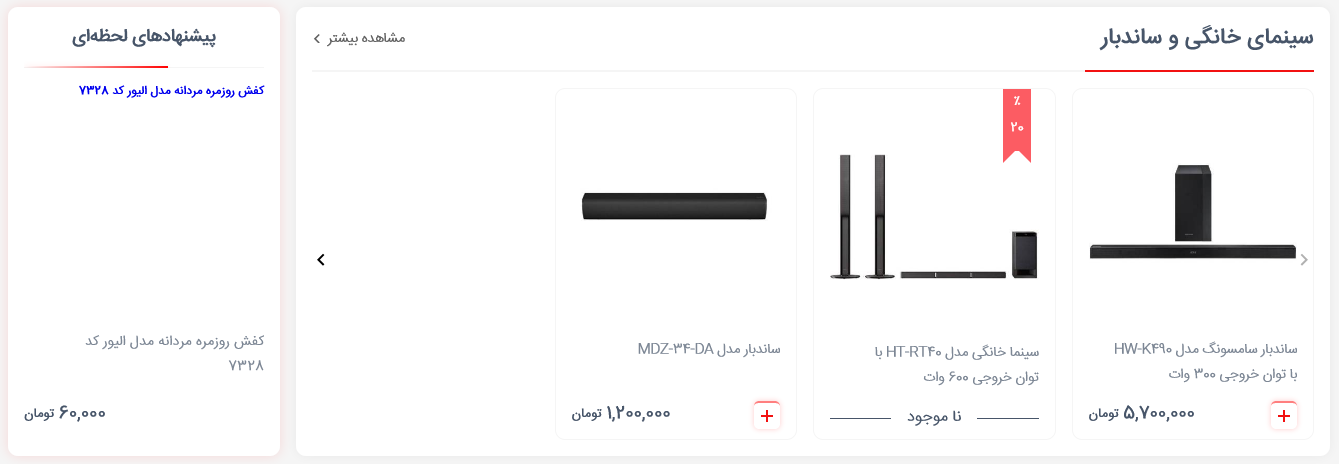 سینمای خانگی و ساندبار
مشاهده بیشتر
٪
۲۰
ساندبار سامسونگ مدل HW-K۴۹۰
با توان خروجی ۳۰۰ وات
۵,۷۰۰,۰۰۰ تومان
سینما خانگی مدل HT-RT۴۰ با
توان خروجی ۶۰۰ وات
نا موجود
ساندبار مدل MDZ-۳۴-DA
۱,۲۰۰,۰۰۰ تومان
پیشنهادهای لحظه‌ای
کفش روزمره مردانه مدل الیور کد ۷۳۲۸
کفش روزمره مردانه مدل الیور کد
۷۳۲۸
۶۰,۰۰۰ تومان